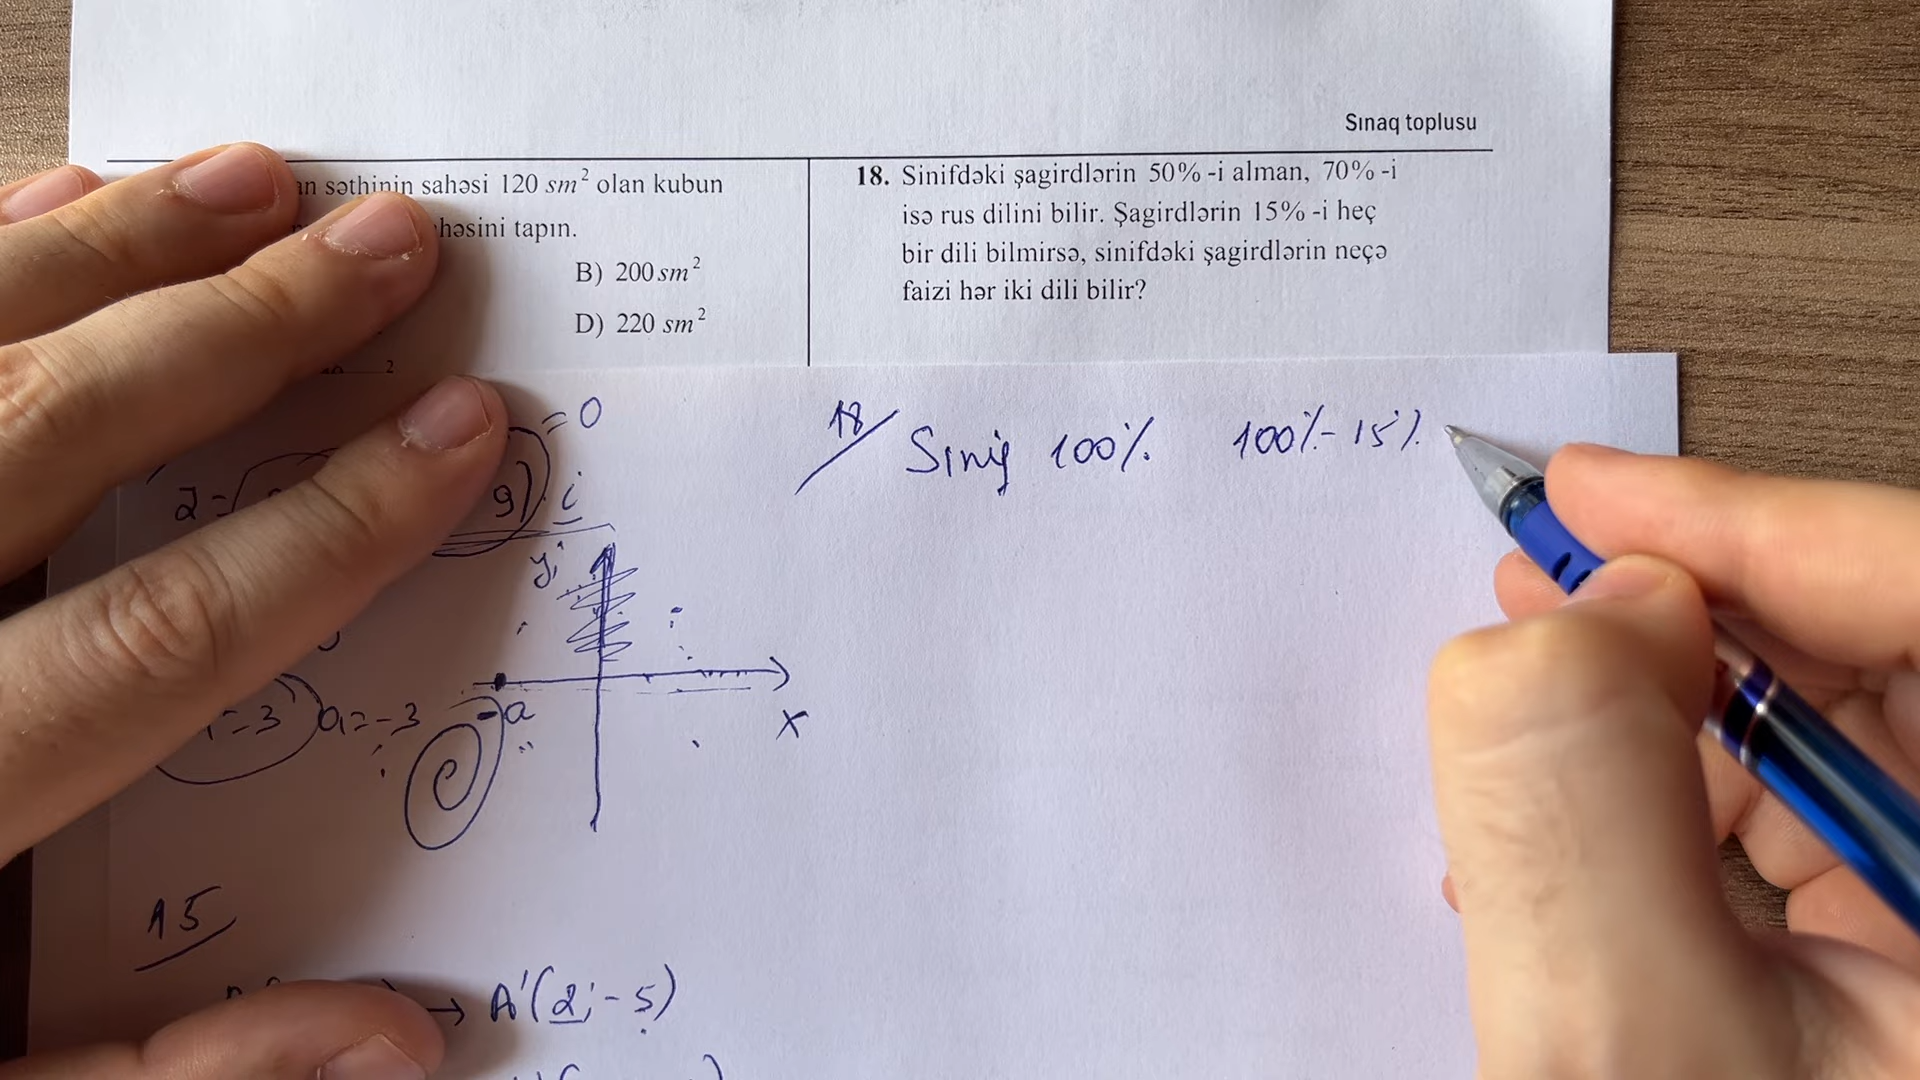 Sınaq toplusu
səthinin sahəsi 120 sm² olan kubun
tapın.
B) 200 sm²
D) 220 sm²
18. Sinifdəki şagirdlərin 50% -i alman, 70% -i
isə rus dilini bilir. Şagirdlərin 15% -i heç
bir dili bilmirsə, sinifdəki şagirdlərin neçə
faizi hər iki dili bilir?
18/ Sinif 100% 100% - 15%
= 0
2 =
9) i
y
= 3 a = -3
-a
x
15
→ A'(2; -5)